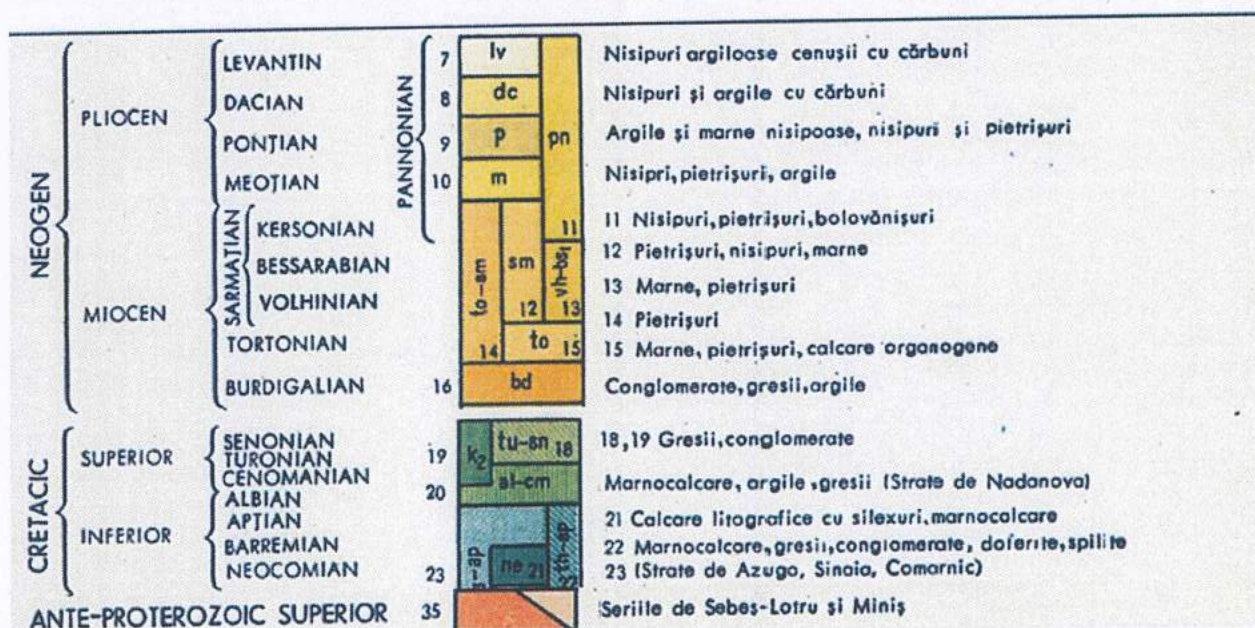 NEOGEN
PLIOCEN
LEVANTIN
DACIAN
PONȚIAN
MEOȚIAN
PANNONIAN
7 lv Nisipuri argiloase cenușii cu cărbuni
8 dc Nisipuri și argile cu cărbuni
9 p Argile și marne nisipoase, nisipuri și pietrișuri
10 m Nisipri, pietrișuri, argile
pn
MIOCEN
SARMAȚIAN
KERSONIAN
BESSARABIAN
VOLHINIAN
TORTONIAN
BURDIGALIAN
11 11 Nisipuri, pietrișuri, bolovănișuri
sm 12 12 Pietrișuri, nisipuri, marne
13 13 Marne, pietrișuri
to-sm 14 14 Pietrișuri
to 15 15 Marne, pietrișuri, calcare organogene
16 bd Conglomerate, gresii, argile
CRETACIC
SUPERIOR
SENONIAN
TURONIAN
CENOMANIAN
INFERIOR
ALBIAN
APȚIAN
BARREMIAN
NEOCOMIAN
19 k2 tu-sn 18 18,19 Gresii, conglomerate
20 al-cm Marnocalcare, argile, gresii (Strate de Nadanova)
ne 21 21 Calcare litografice cu silexuri, marnocalcare
22 22 Marnocalcare, gresii, conglomerate, doferite, spilite
23 23 (Strate de Azuga, Sinaia, Comarnic)
ANTE-PROTEROZOIC SUPERIOR 35 Seriile de Sebeș-Lotru și Miniș